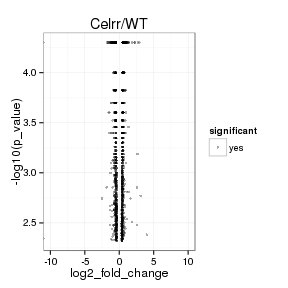 Celrr/WT
-log10(p_value)
4.0
3.5
3.0
2.5
-10
-5
0
5
10
log2_fold_change
significant
yes